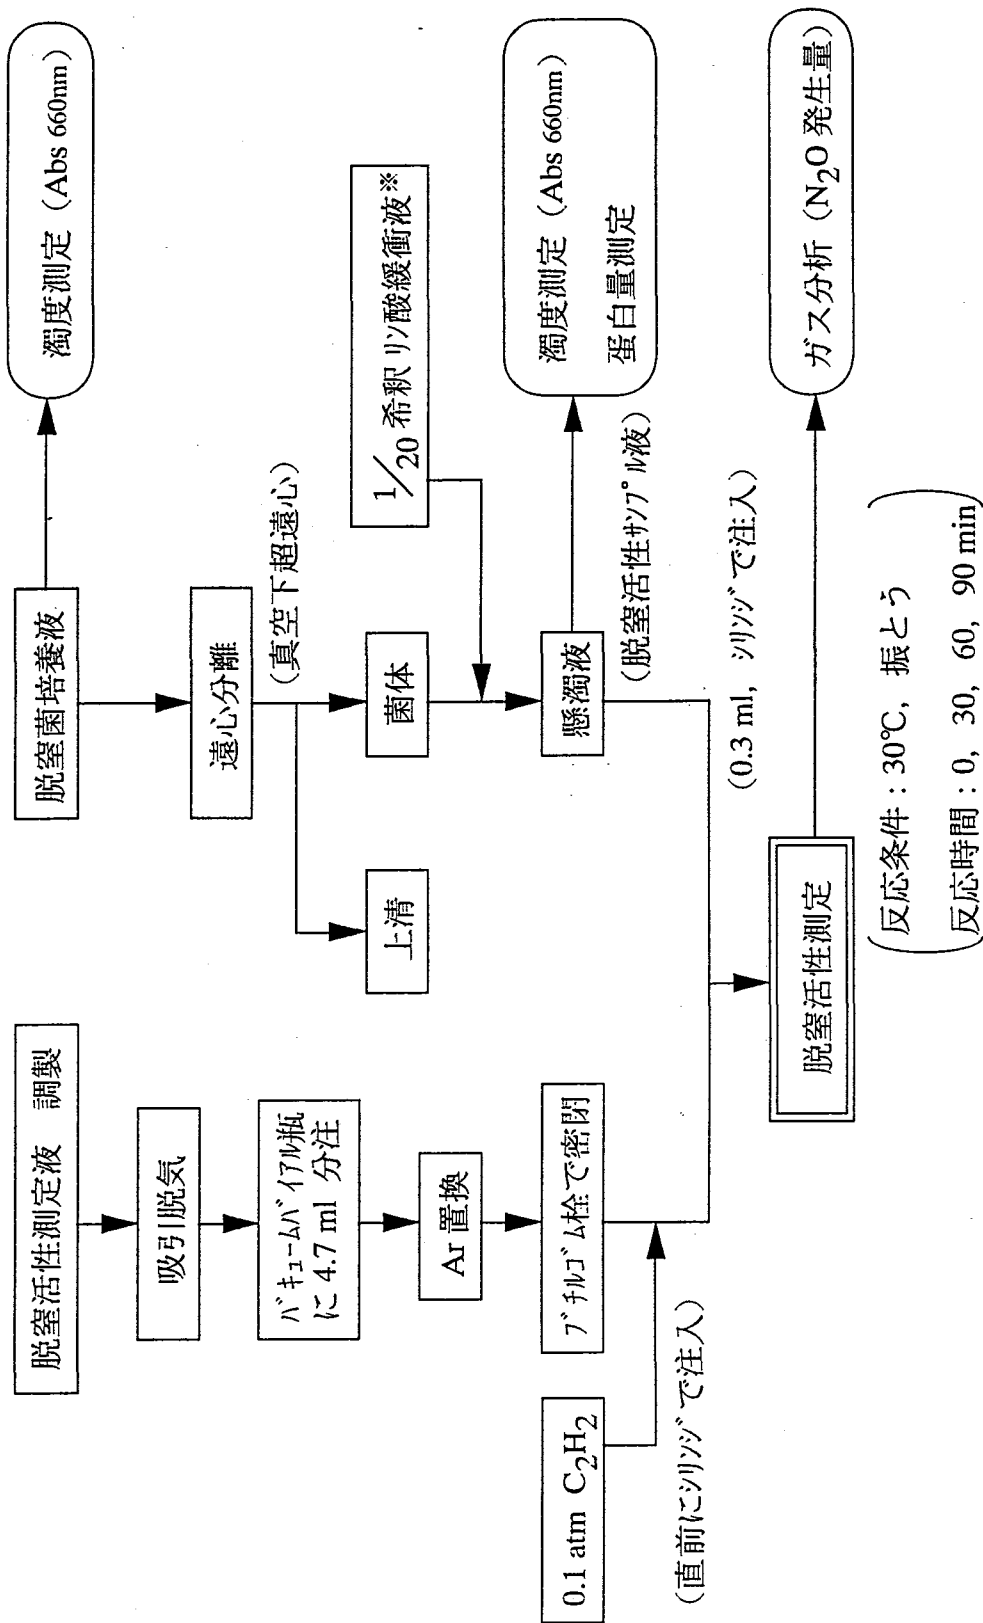 脱窒活性測定液 調製
吸引脱気
ﾊﾞｷｭｰﾑﾊﾞｲｱﾙ瓶
に 4.7 ml 分注
Ar 置換
ﾌﾞﾁﾙｺﾞﾑ栓で密閉
0.1 atm C₂H₂
（直前にｼﾘﾝｼﾞで注入）
脱窒菌培養液
濁度測定（Abs 660nm）
遠心分離
（真空下超遠心）
上清
菌体
1/20 希釈 ﾘﾝ酸緩衝液※
懸濁液
（脱窒活性ｻﾝﾌﾟﾙ液）
濁度測定（Abs 660nm）
蛋白量測定
（0.3 ml, ｼﾘﾝｼﾞで注入）
脱窒活性測定
ガス分析（N₂O 発生量）
反応条件：30℃, 振とう
反応時間：0, 30, 60, 90 min